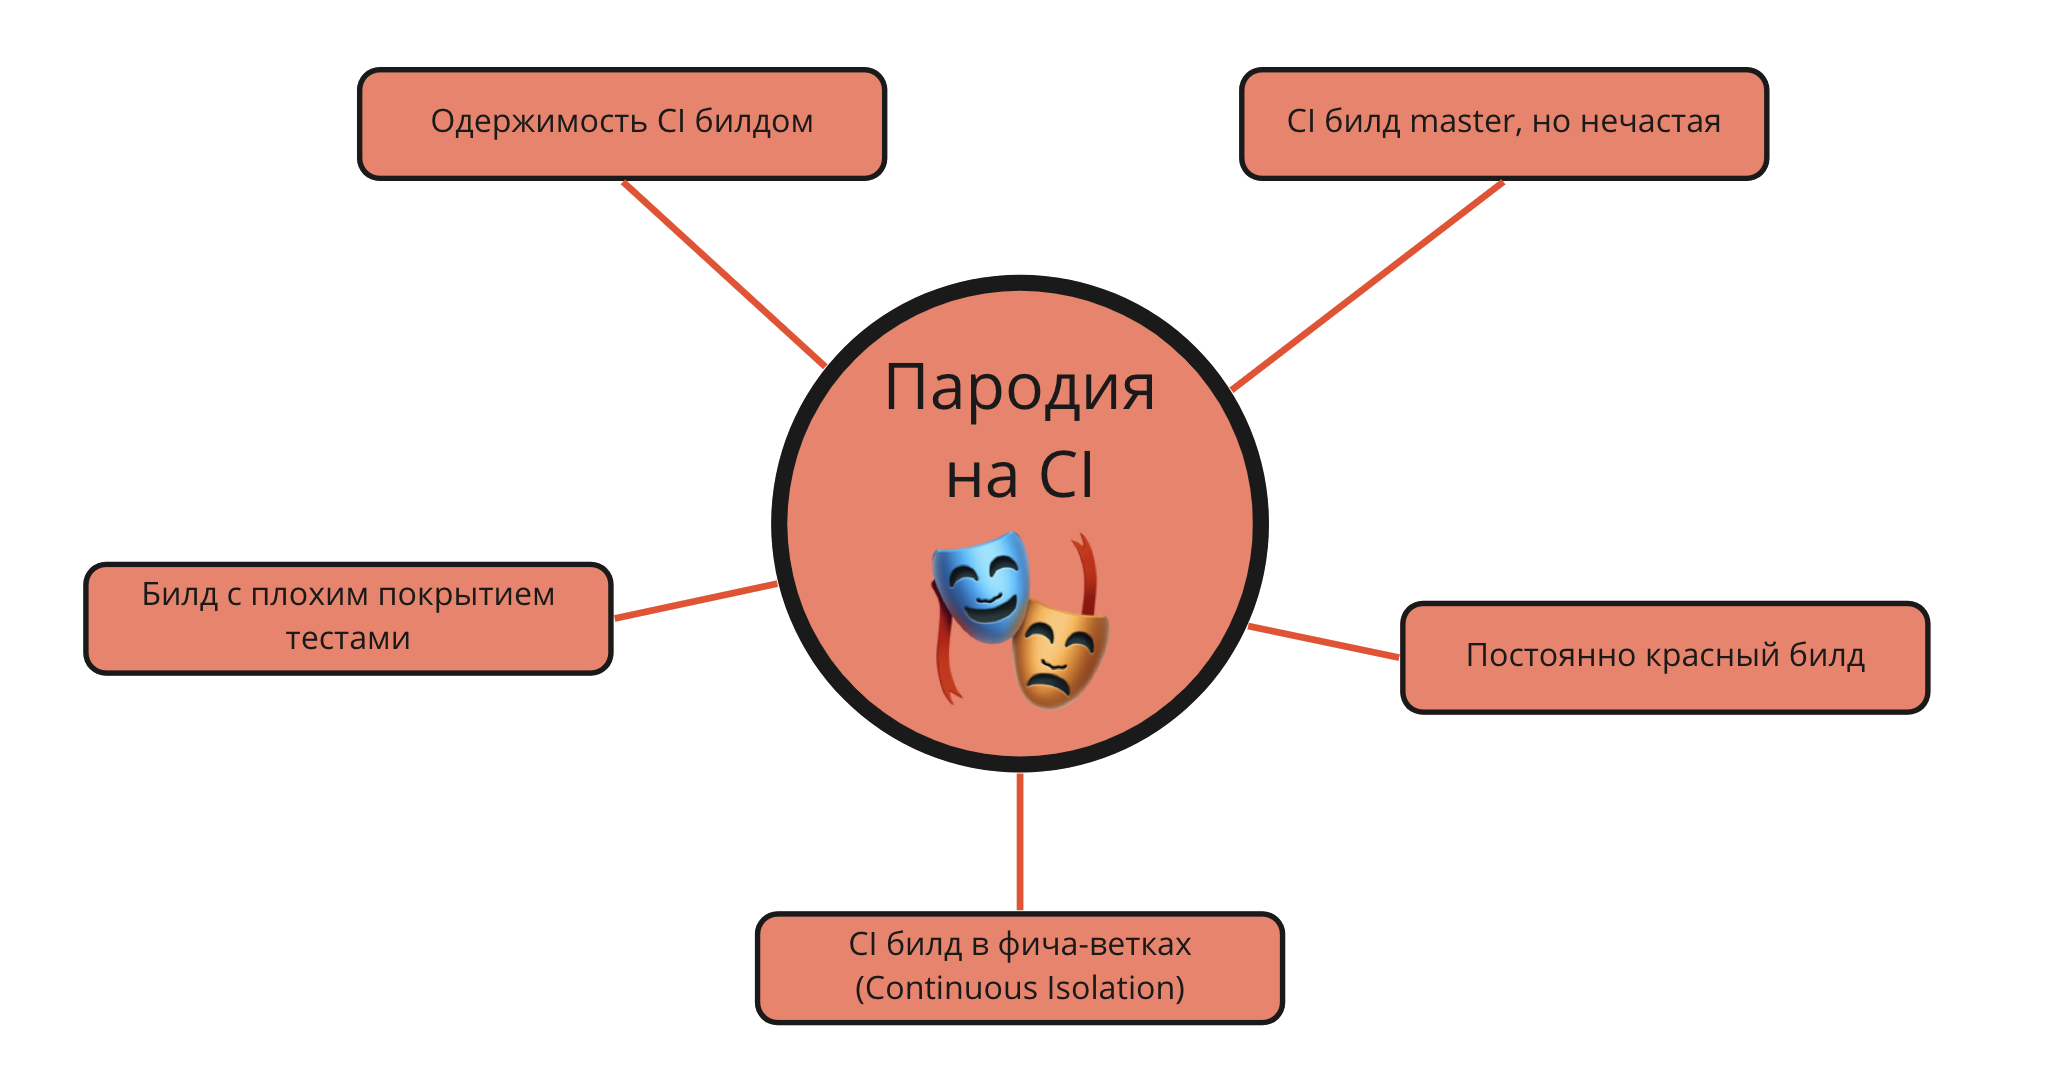 Одержимость CI билдом
CI билд master, но нечастая
Пародия
на CI
Билд с плохим покрытием
тестами
Постоянно красный билд
CI билд в фича-ветках
(Continuous Isolation)